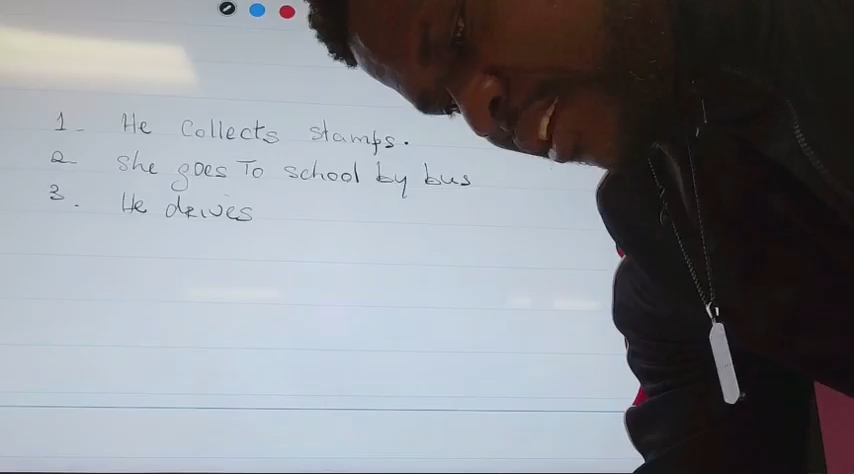 1- He Collects stamps.
2- She goes To school by bus
3. He drives